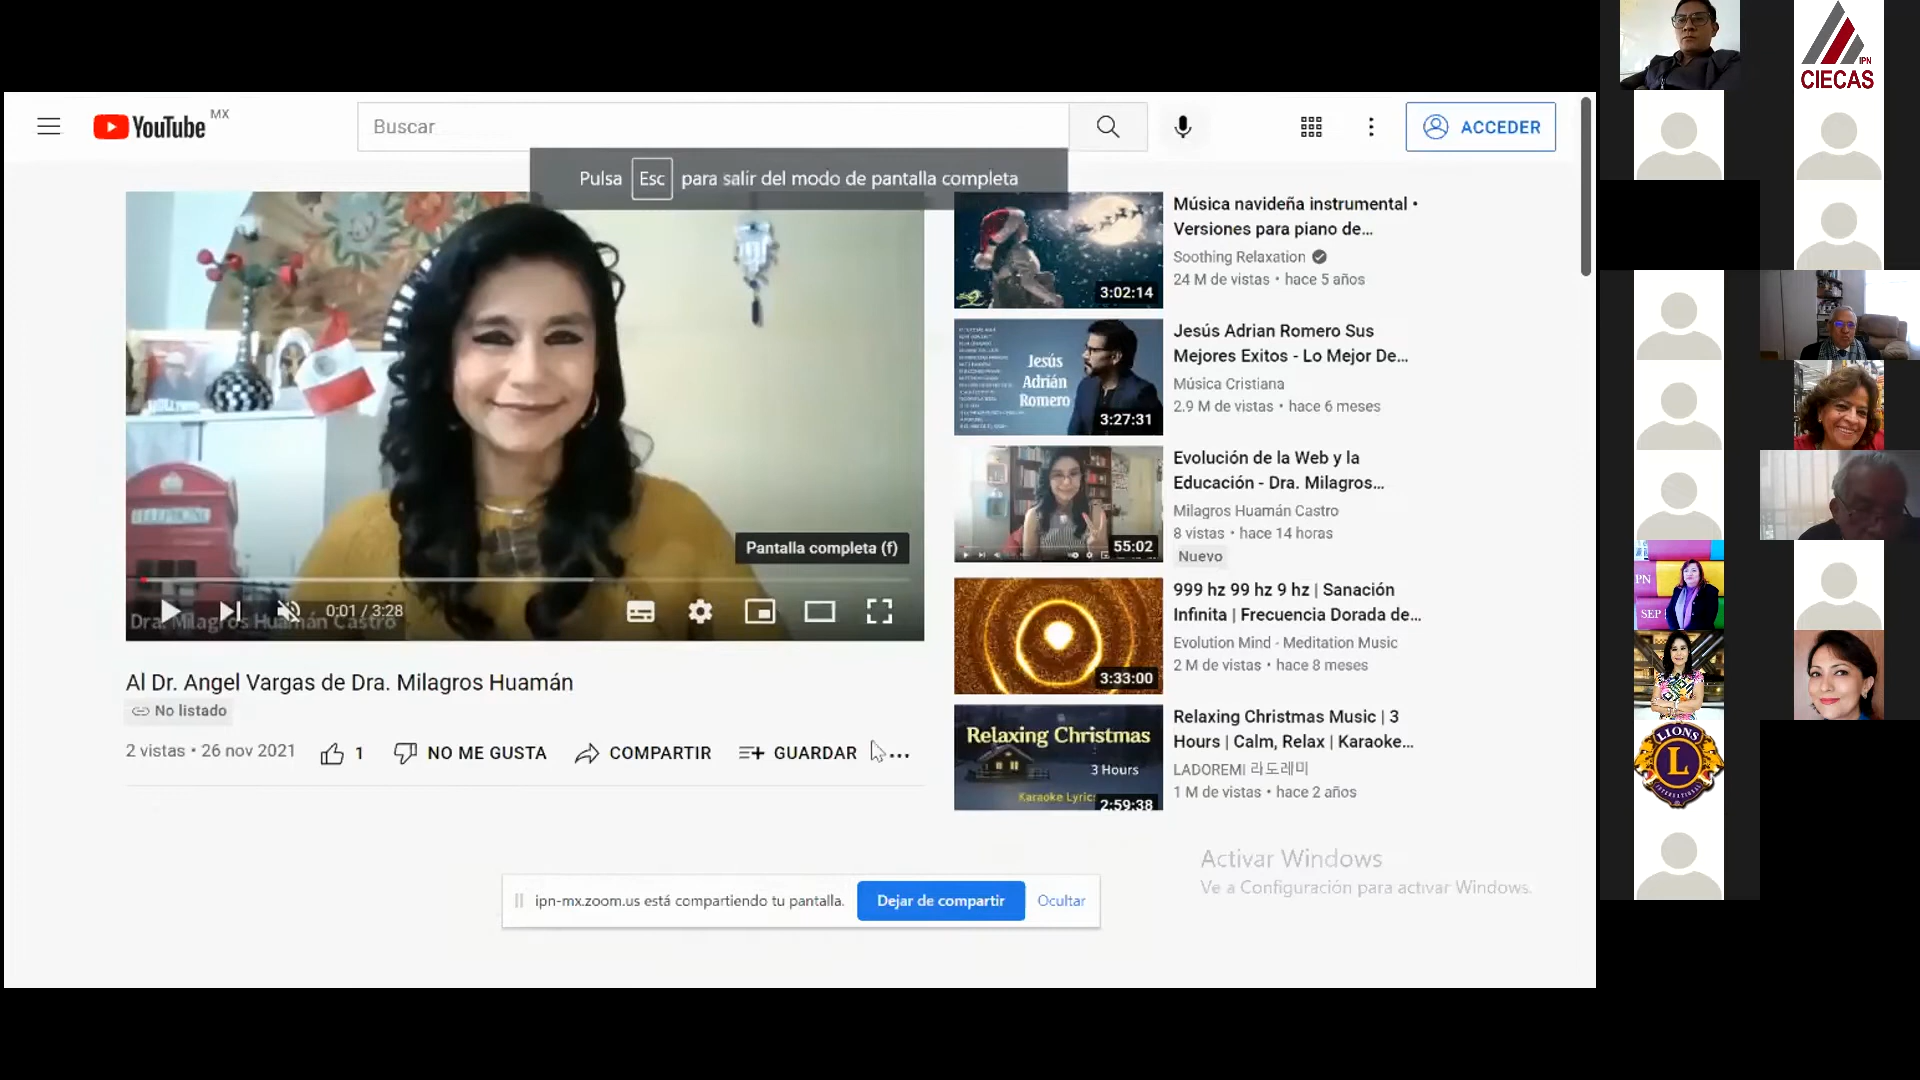 YouTube MX
Buscar
ACCEDER
Pulsa Esc para salir del modo de pantalla completa
Pantalla completa (f)
0:01 / 3:28
Dra. Milagros Huamán Castro
TELEPHONE
Al Dr. Angel Vargas de Dra. Milagros Huamán
No listado
2 vistas • 26 nov 2021
1
NO ME GUSTA
COMPARTIR
GUARDAR
3:02:14
Música navideña instrumental •
Versiones para piano de...
Soothing Relaxation
24 M de vistas • hace 5 años
Jesús
Adrián
Romero
3:27:31
Jesús Adrian Romero Sus
Mejores Exitos - Lo Mejor De...
Música Cristiana
2.9 M de vistas • hace 6 meses
55:02
Evolución de la Web y la
Educación - Dra. Milagros...
Milagros Huamán Castro
8 vistas • hace 14 horas
Nuevo
3:33:00
999 hz 99 hz 9 hz | Sanación
Infinita | Frecuencia Dorada de...
Evolution Mind - Meditation Music
2 M de vistas • hace 8 meses
Relaxing Christmas
3 Hours
Karaoke Lyrics
2:59:38
Relaxing Christmas Music | 3
Hours | Calm, Relax | Karaoke...
LADOREMI 라도레미
1 M de vistas • hace 2 años
Activar Windows
Ve a Configuración para activar Windows.
ipn-mx.zoom.us está compartiendo tu pantalla.
Dejar de compartir
Ocultar
IPN
CIECAS
PN
SEP
LIONS
L
INTERNATIONAL